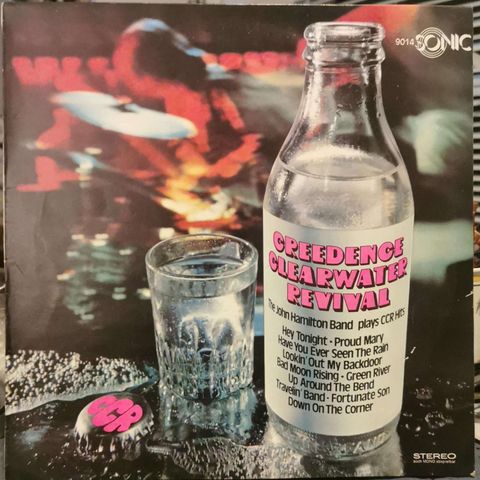 9014 SONIC
CREEDENCE
CLEARWATER
REVIVAL
The John Hamilton Band plays CCR Hits
Hey Tonight · Proud Mary
Have You Ever Seen The Rain
Lookin' Out My Backdoor
Bad Moon Rising · Green River
Up Around The Bend
Travelin' Band · Fortunate Son
Down On The Corner
CCR
STEREO
auch MONO abspielbar